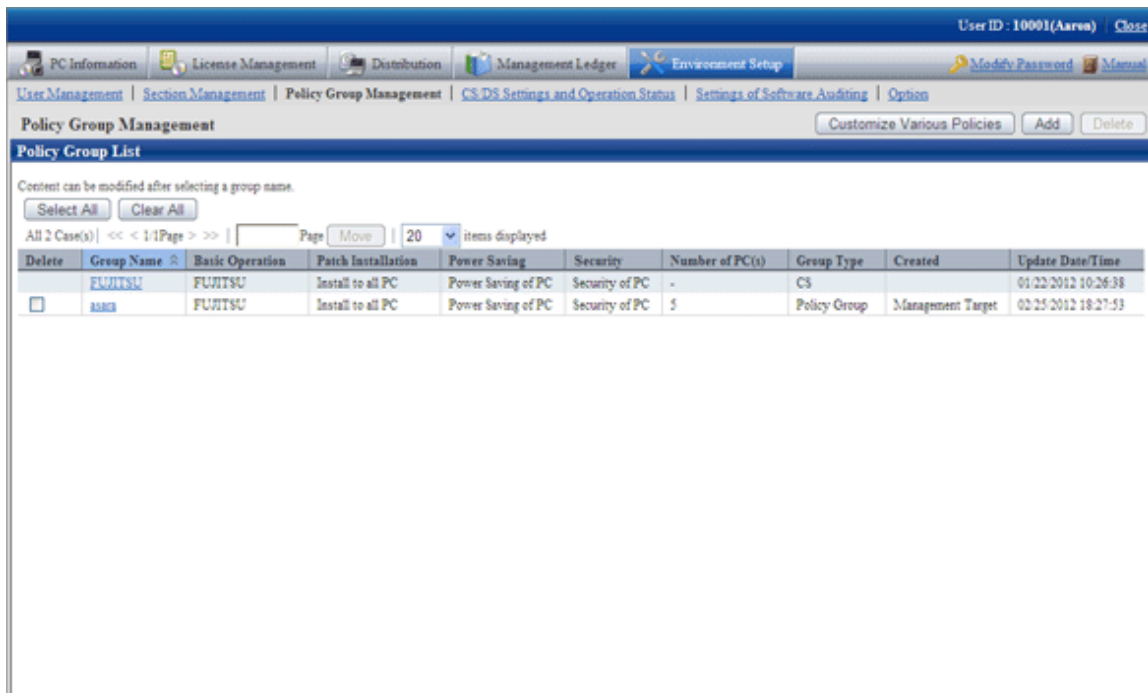 User ID : 10001(Aaron) Close
PC Information License Management Distribution Management Ledger Environment Setup Modify Password Manual
User Management | Section Management | Policy Group Management | CS/DS Settings and Operation Status | Settings of Software Auditing | Option
Policy Group Management Customize Various Policies Add Delete
Policy Group List
Content can be modified after selecting a group name.
Select All Clear All
All 2 Case(s)| << < 1/1Page > >> | Page Move | 20 items displayed
Delete Group Name Basic Operation Patch Installation Power Saving Security Number of PC(s) Group Type Created Update Date/Time
FUJITSU FUJITSU Install to all PC Power Saving of PC Security of PC - CS 01/22/2012 10:26:38
FUJITSU Install to all PC Power Saving of PC Security of PC 5 Policy Group Management Target 02/25/2012 18:27:53